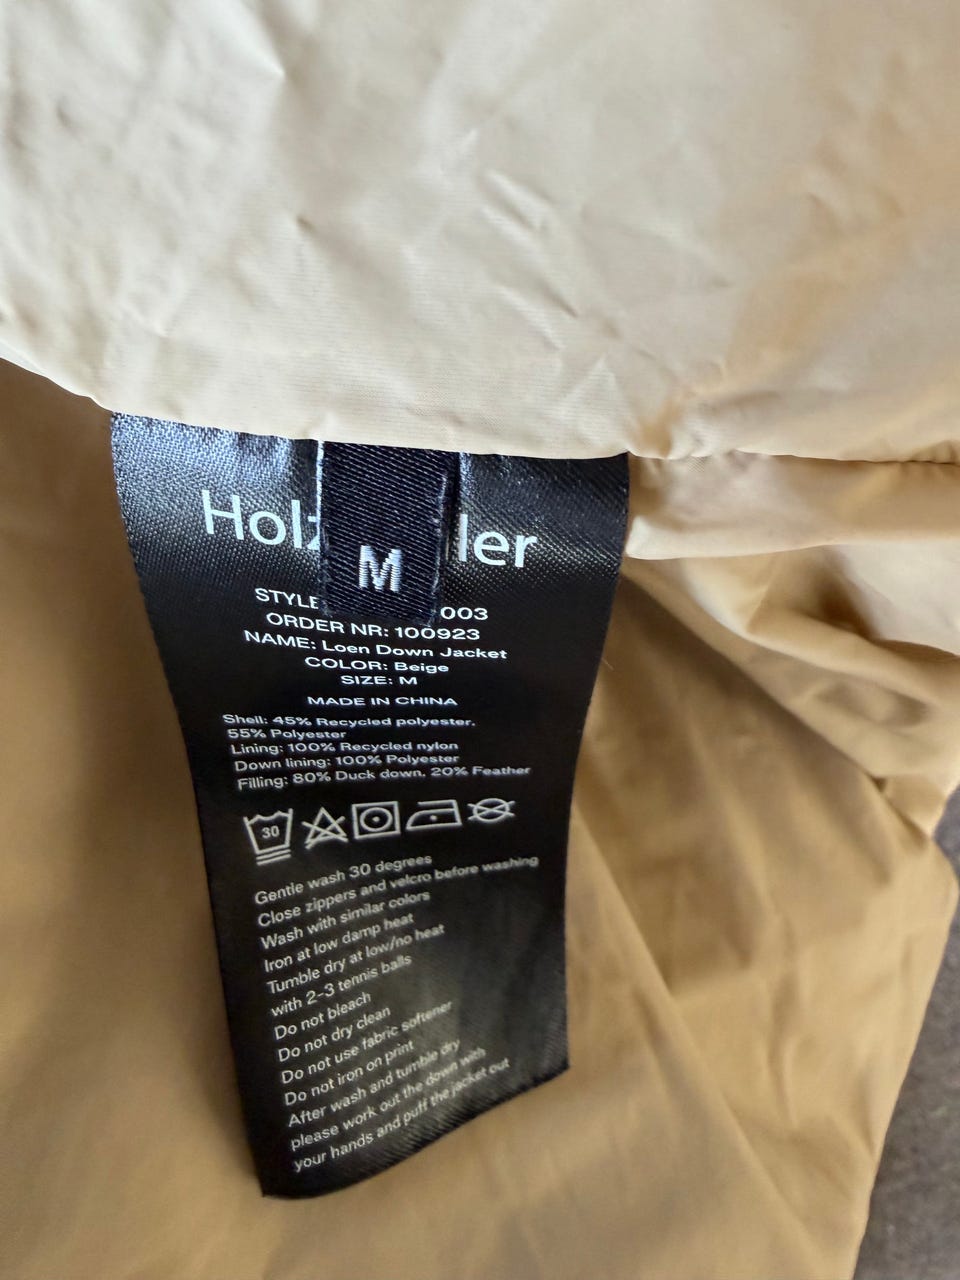 Holz ler
M
STYLE 003
ORDER NR: 100923
NAME: Loen Down Jacket
COLOR: Beige
SIZE: M
MADE IN CHINA
Shell: 45% Recycled polyester,
55% Polyester
Lining: 100% Recycled nylon
Down lining: 100% Polyester
Filling: 80% Duck down, 20% Feather
30
Gentle wash 30 degrees
Close zippers and velcro before washing
Wash with similar colors
Iron at low damp heat
Tumble dry at low/no heat
with 2-3 tennis balls
Do not bleach
Do not dry clean
Do not use fabric softener
Do not iron on print
After wash and tumble dry
please work out the down with
your hands and puff the jacket out